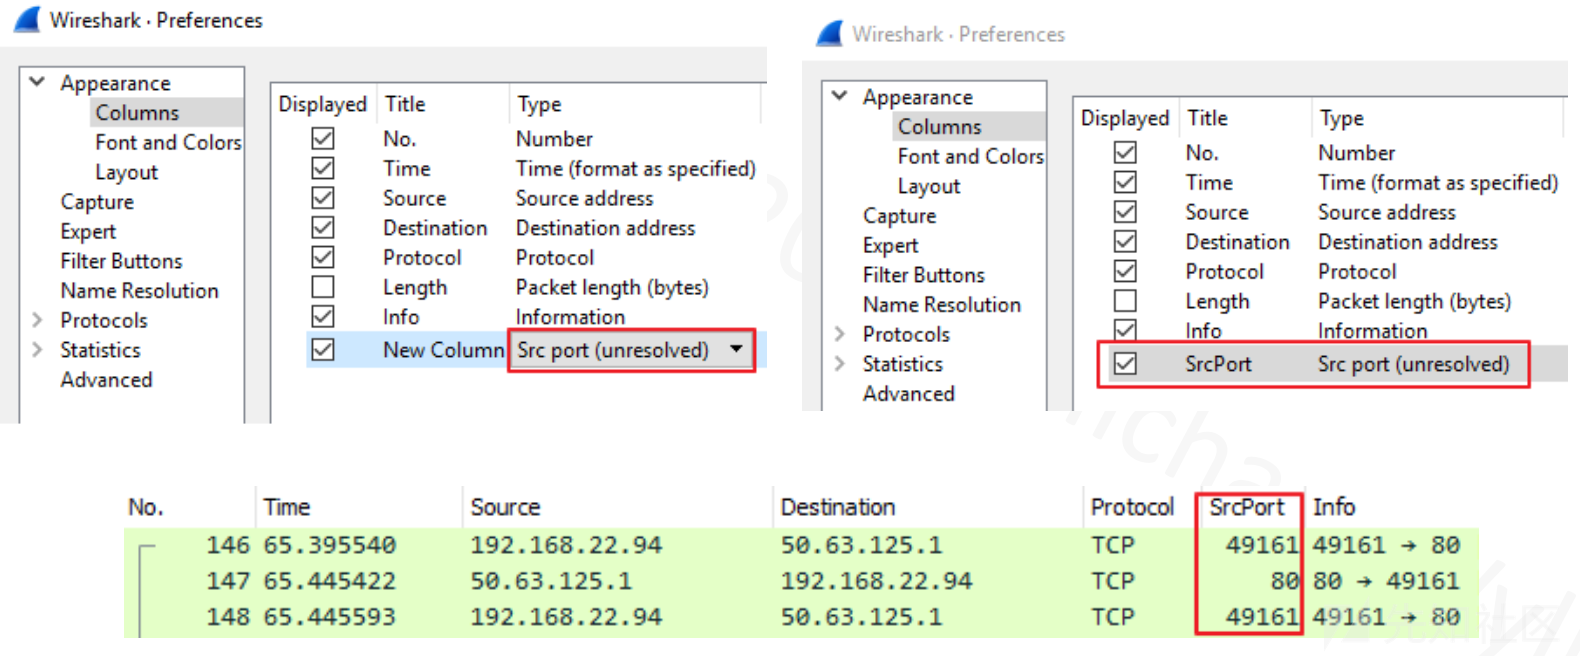 Wireshark · Preferences
Appearance
Columns
Font and Colors
Layout
Capture
Expert
Filter Buttons
Name Resolution
Protocols
Statistics
Advanced
Displayed Title Type
No. Number
Time Time (format as specified)
Source Source address
Destination Destination address
Protocol Protocol
Length Packet length (bytes)
Info Information
New Column Src port (unresolved)
Wireshark · Preferences
Appearance
Columns
Font and Colors
Layout
Capture
Expert
Filter Buttons
Name Resolution
Protocols
Statistics
Advanced
Displayed Title Type
No. Number
Time Time (format as specified)
Source Source address
Destination Destination address
Protocol Protocol
Length Packet length (bytes)
Info Information
SrcPort Src port (unresolved)
No. Time Source Destination Protocol SrcPort Info
146 65.395540 192.168.22.94 50.63.125.1 TCP 49161 49161 → 80
147 65.445422 50.63.125.1 192.168.22.94 TCP 80 80 → 49161
148 65.445593 192.168.22.94 50.63.125.1 TCP 49161 49161 → 80